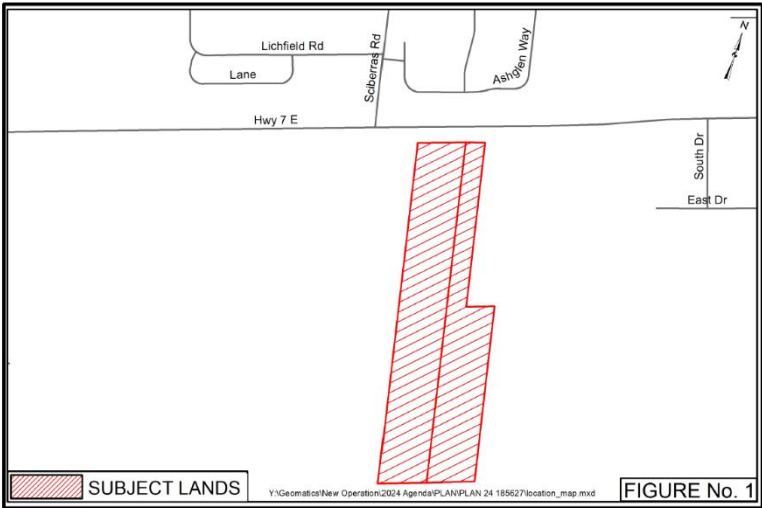 N
Lichfield Rd
Lane
Sciberras Rd
Ashglen Way
Hwy 7 E
South Dr
East Dr
SUBJECT LANDS
Y:\Geomatics\New Operation\2024 Agenda\PLAN\PLAN 24 185627\location_map.mxd
FIGURE No. 1